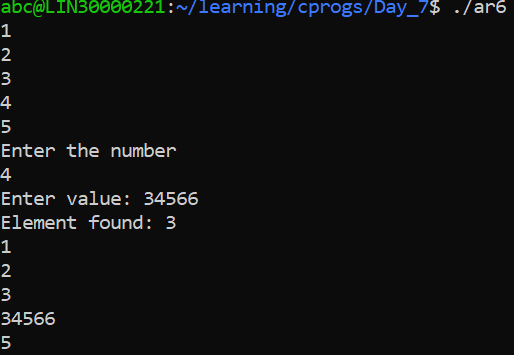 abc@LIN30000221:~/learning/cprogs/Day_7$ ./ar6
1
2
3
4
5
Enter the number
4
Enter value: 34566
Element found: 3
1
2
3
34566
5